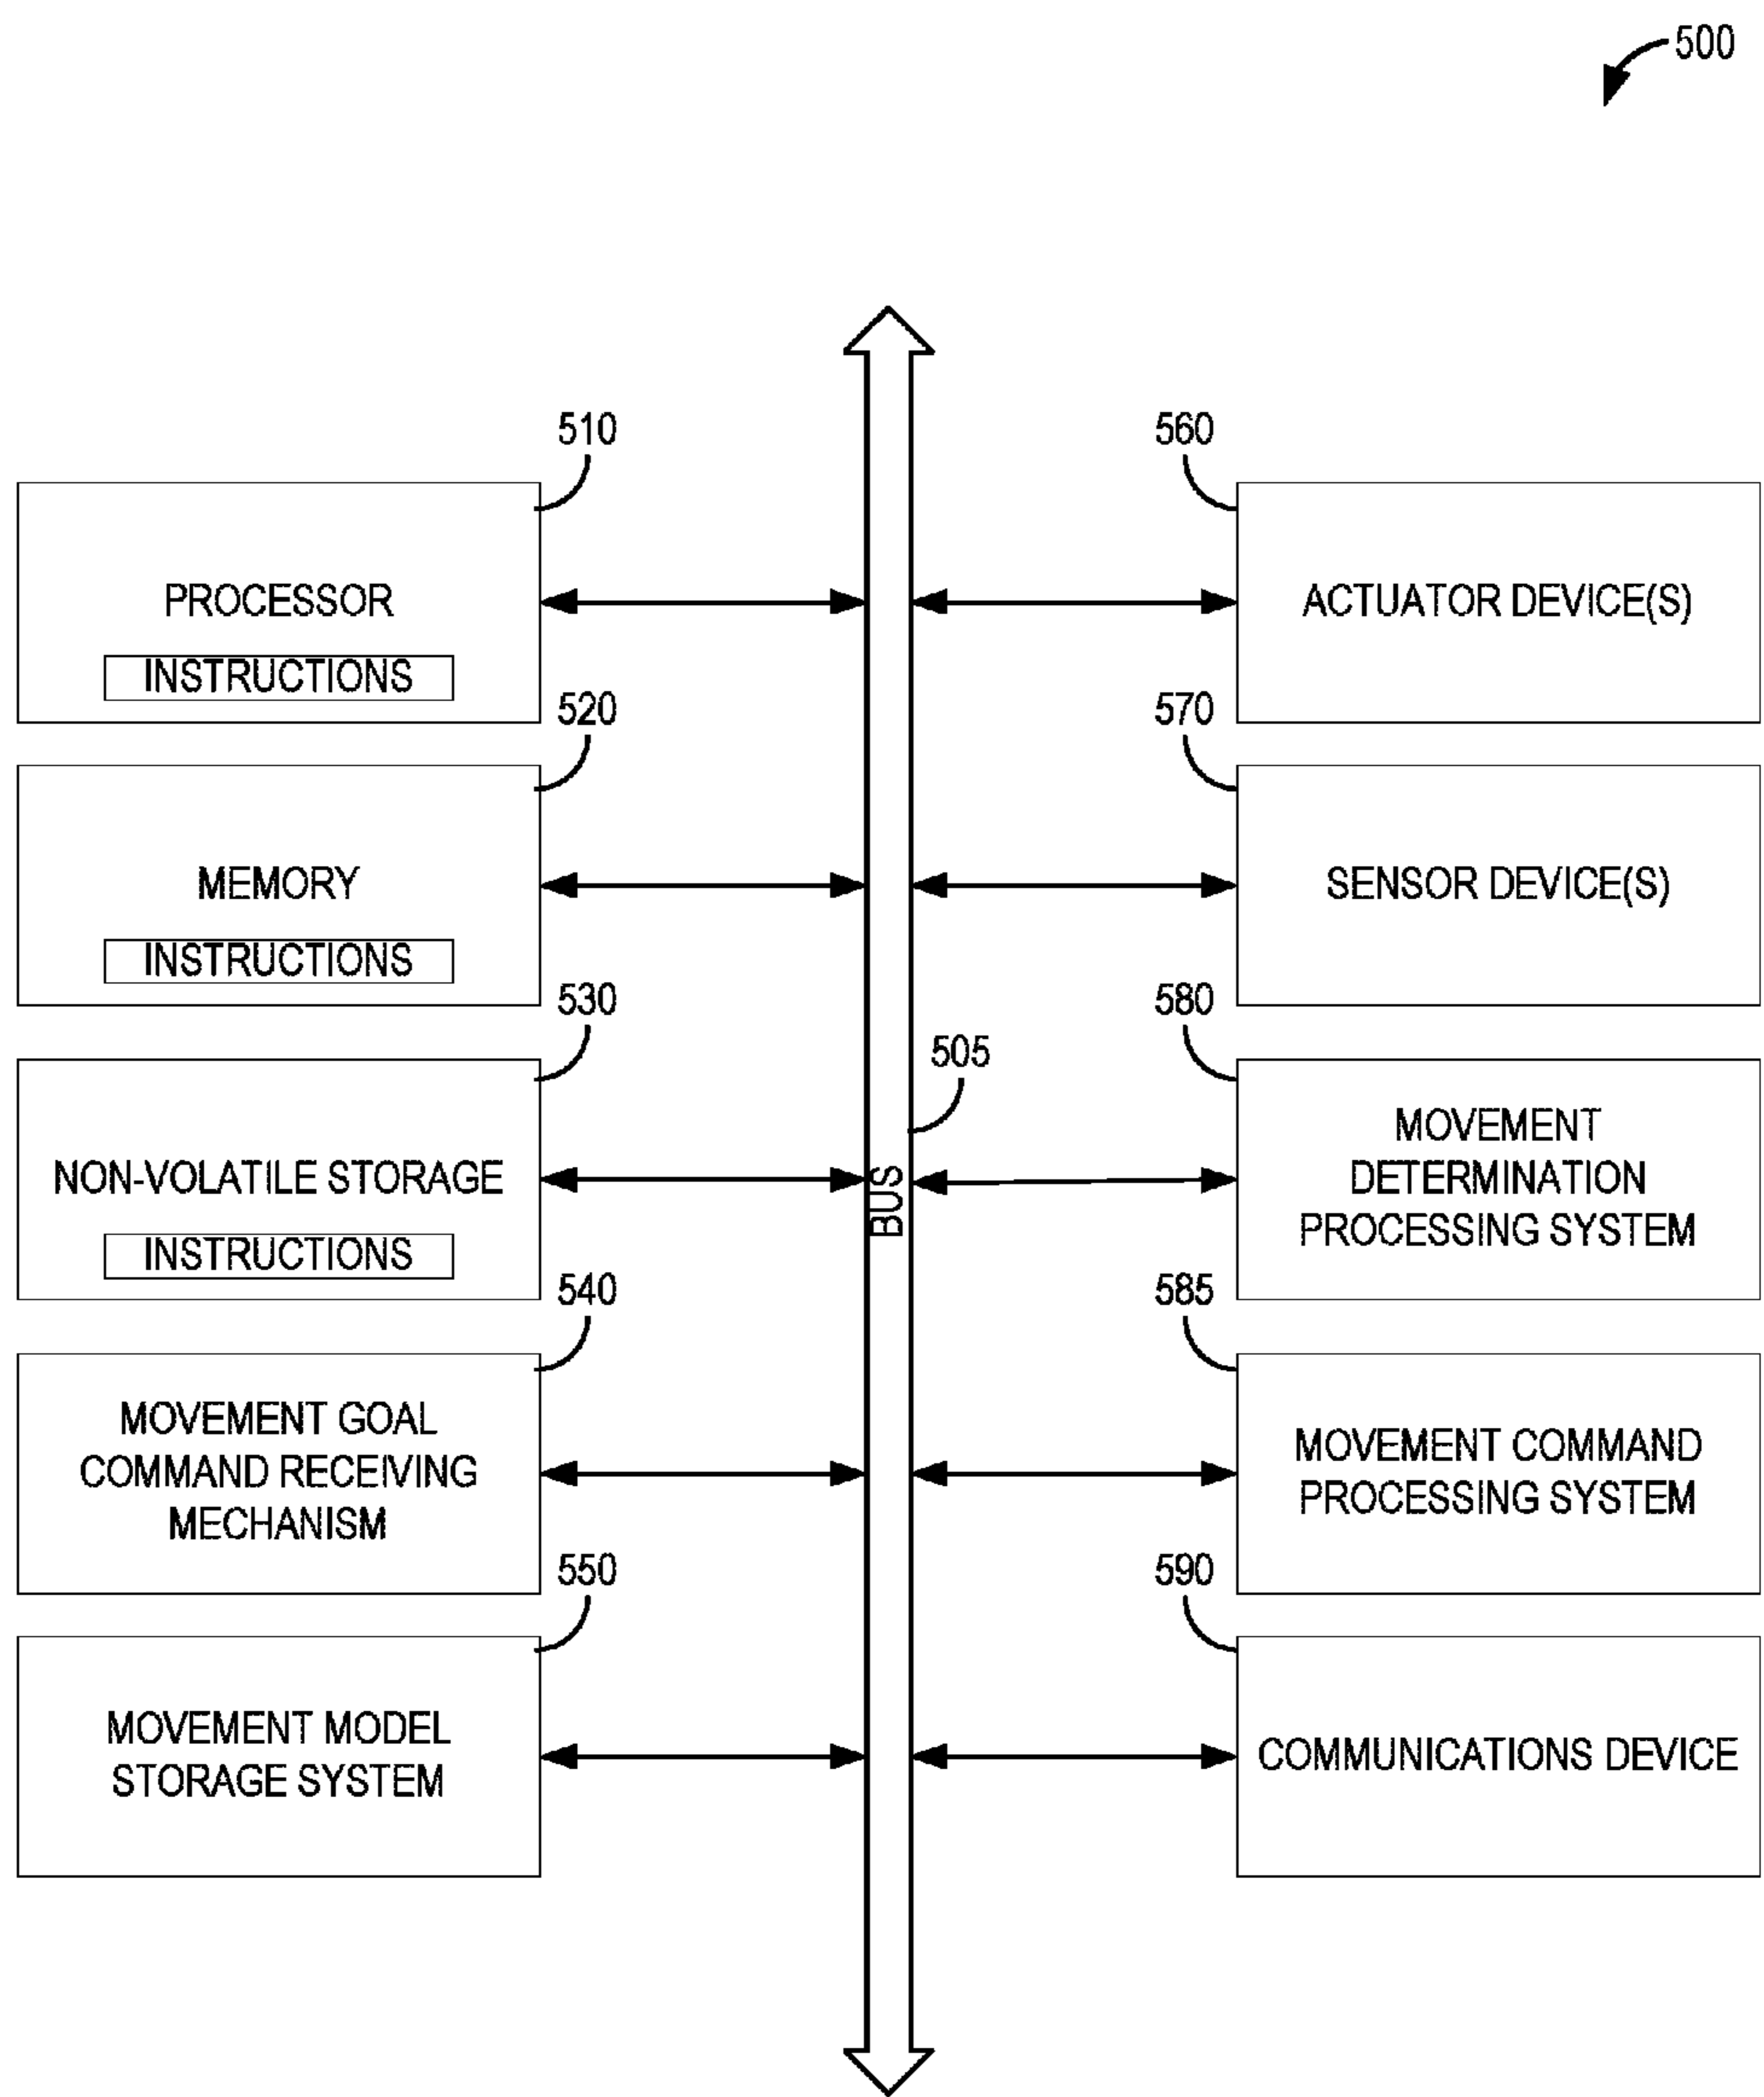 500
510
PROCESSOR
INSTRUCTIONS
520
MEMORY
INSTRUCTIONS
530
NON-VOLATILE STORAGE
INSTRUCTIONS
540
MOVEMENT GOAL
COMMAND RECEIVING
MECHANISM
550
MOVEMENT MODEL
STORAGE SYSTEM
505
BUS
560
ACTUATOR DEVICE(S)
570
SENSOR DEVICE(S)
580
MOVEMENT
DETERMINATION
PROCESSING SYSTEM
585
MOVEMENT COMMAND
PROCESSING SYSTEM
590
COMMUNICATIONS DEVICE